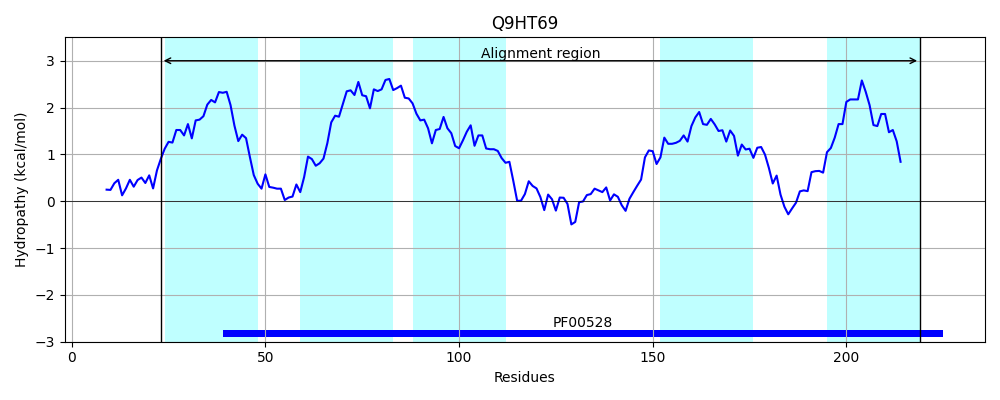 Q9HT69
Alignment region
3
2
1
0
−1
−2
−3
Hydropathy (kcal/mol)
PF00528
0
50
100
150
200
Residues